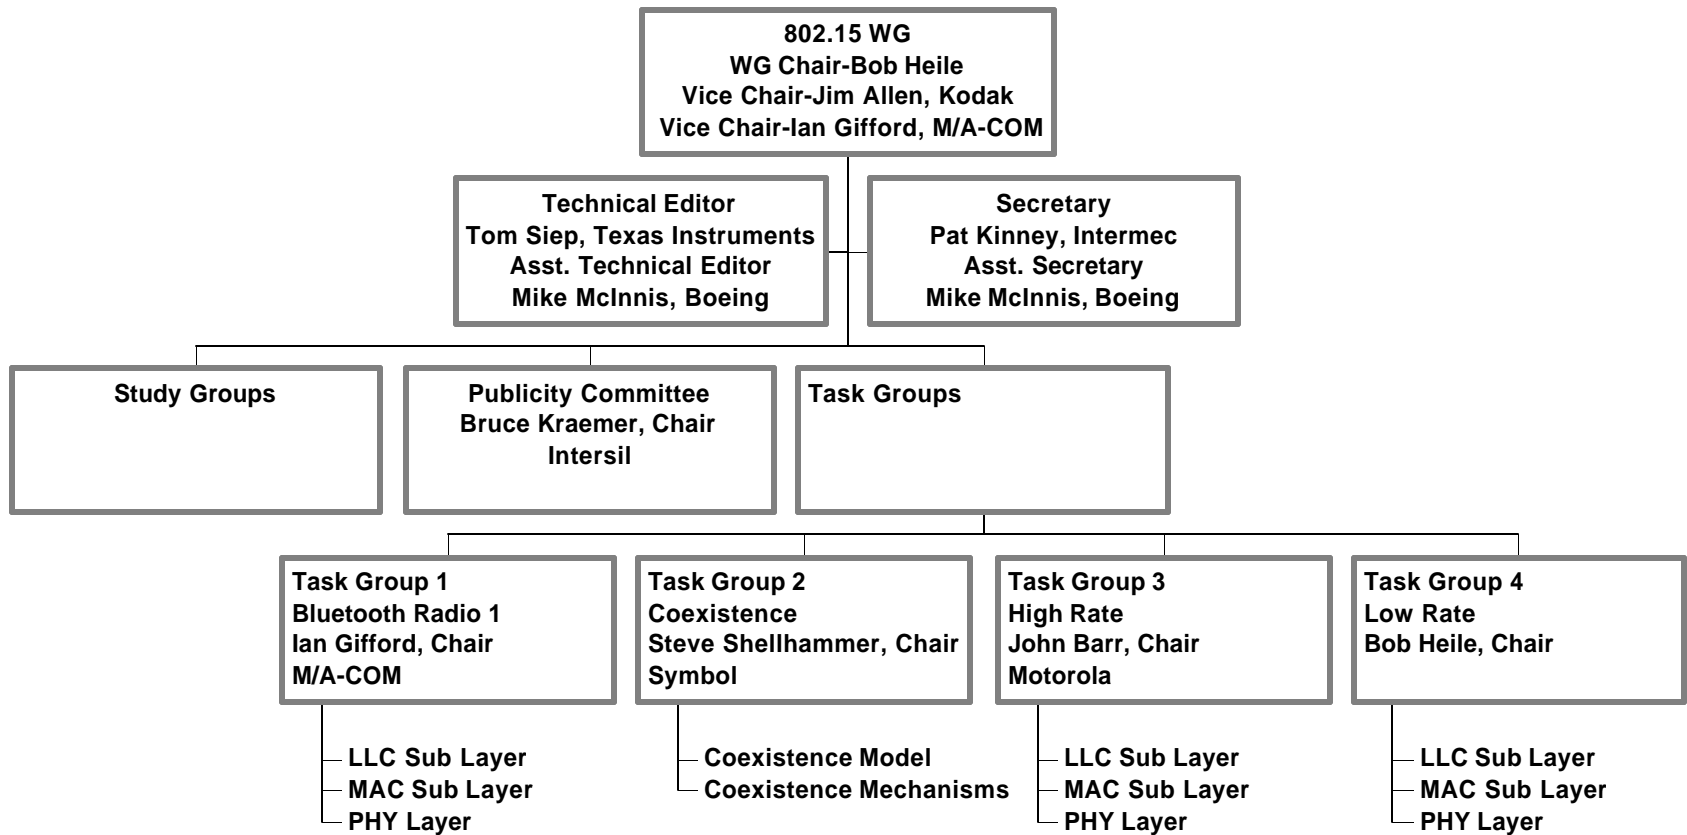 802.15 WG
WG Chair-Bob Heile
Vice Chair-Jim Allen, Kodak
Vice Chair-Ian Gifford, M/A-COM
Technical Editor
Tom Siep, Texas Instruments
Asst. Technical Editor
Mike McInnis, Boeing
Secretary
Pat Kinney, Intermec
Asst. Secretary
Mike McInnis, Boeing
Study Groups
Publicity Committee
Bruce Kraemer, Chair
Intersil
Task Groups
Task Group 1
Bluetooth Radio 1
Ian Gifford, Chair
M/A-COM
LLC Sub Layer
MAC Sub Layer
PHY Layer
Task Group 2
Coexistence
Steve Shellhammer, Chair
Symbol
Coexistence Model
Coexistence Mechanisms
Task Group 3
High Rate
John Barr, Chair
Motorola
LLC Sub Layer
MAC Sub Layer
PHY Layer
Task Group 4
Low Rate
Bob Heile, Chair
LLC Sub Layer
MAC Sub Layer
PHY Layer